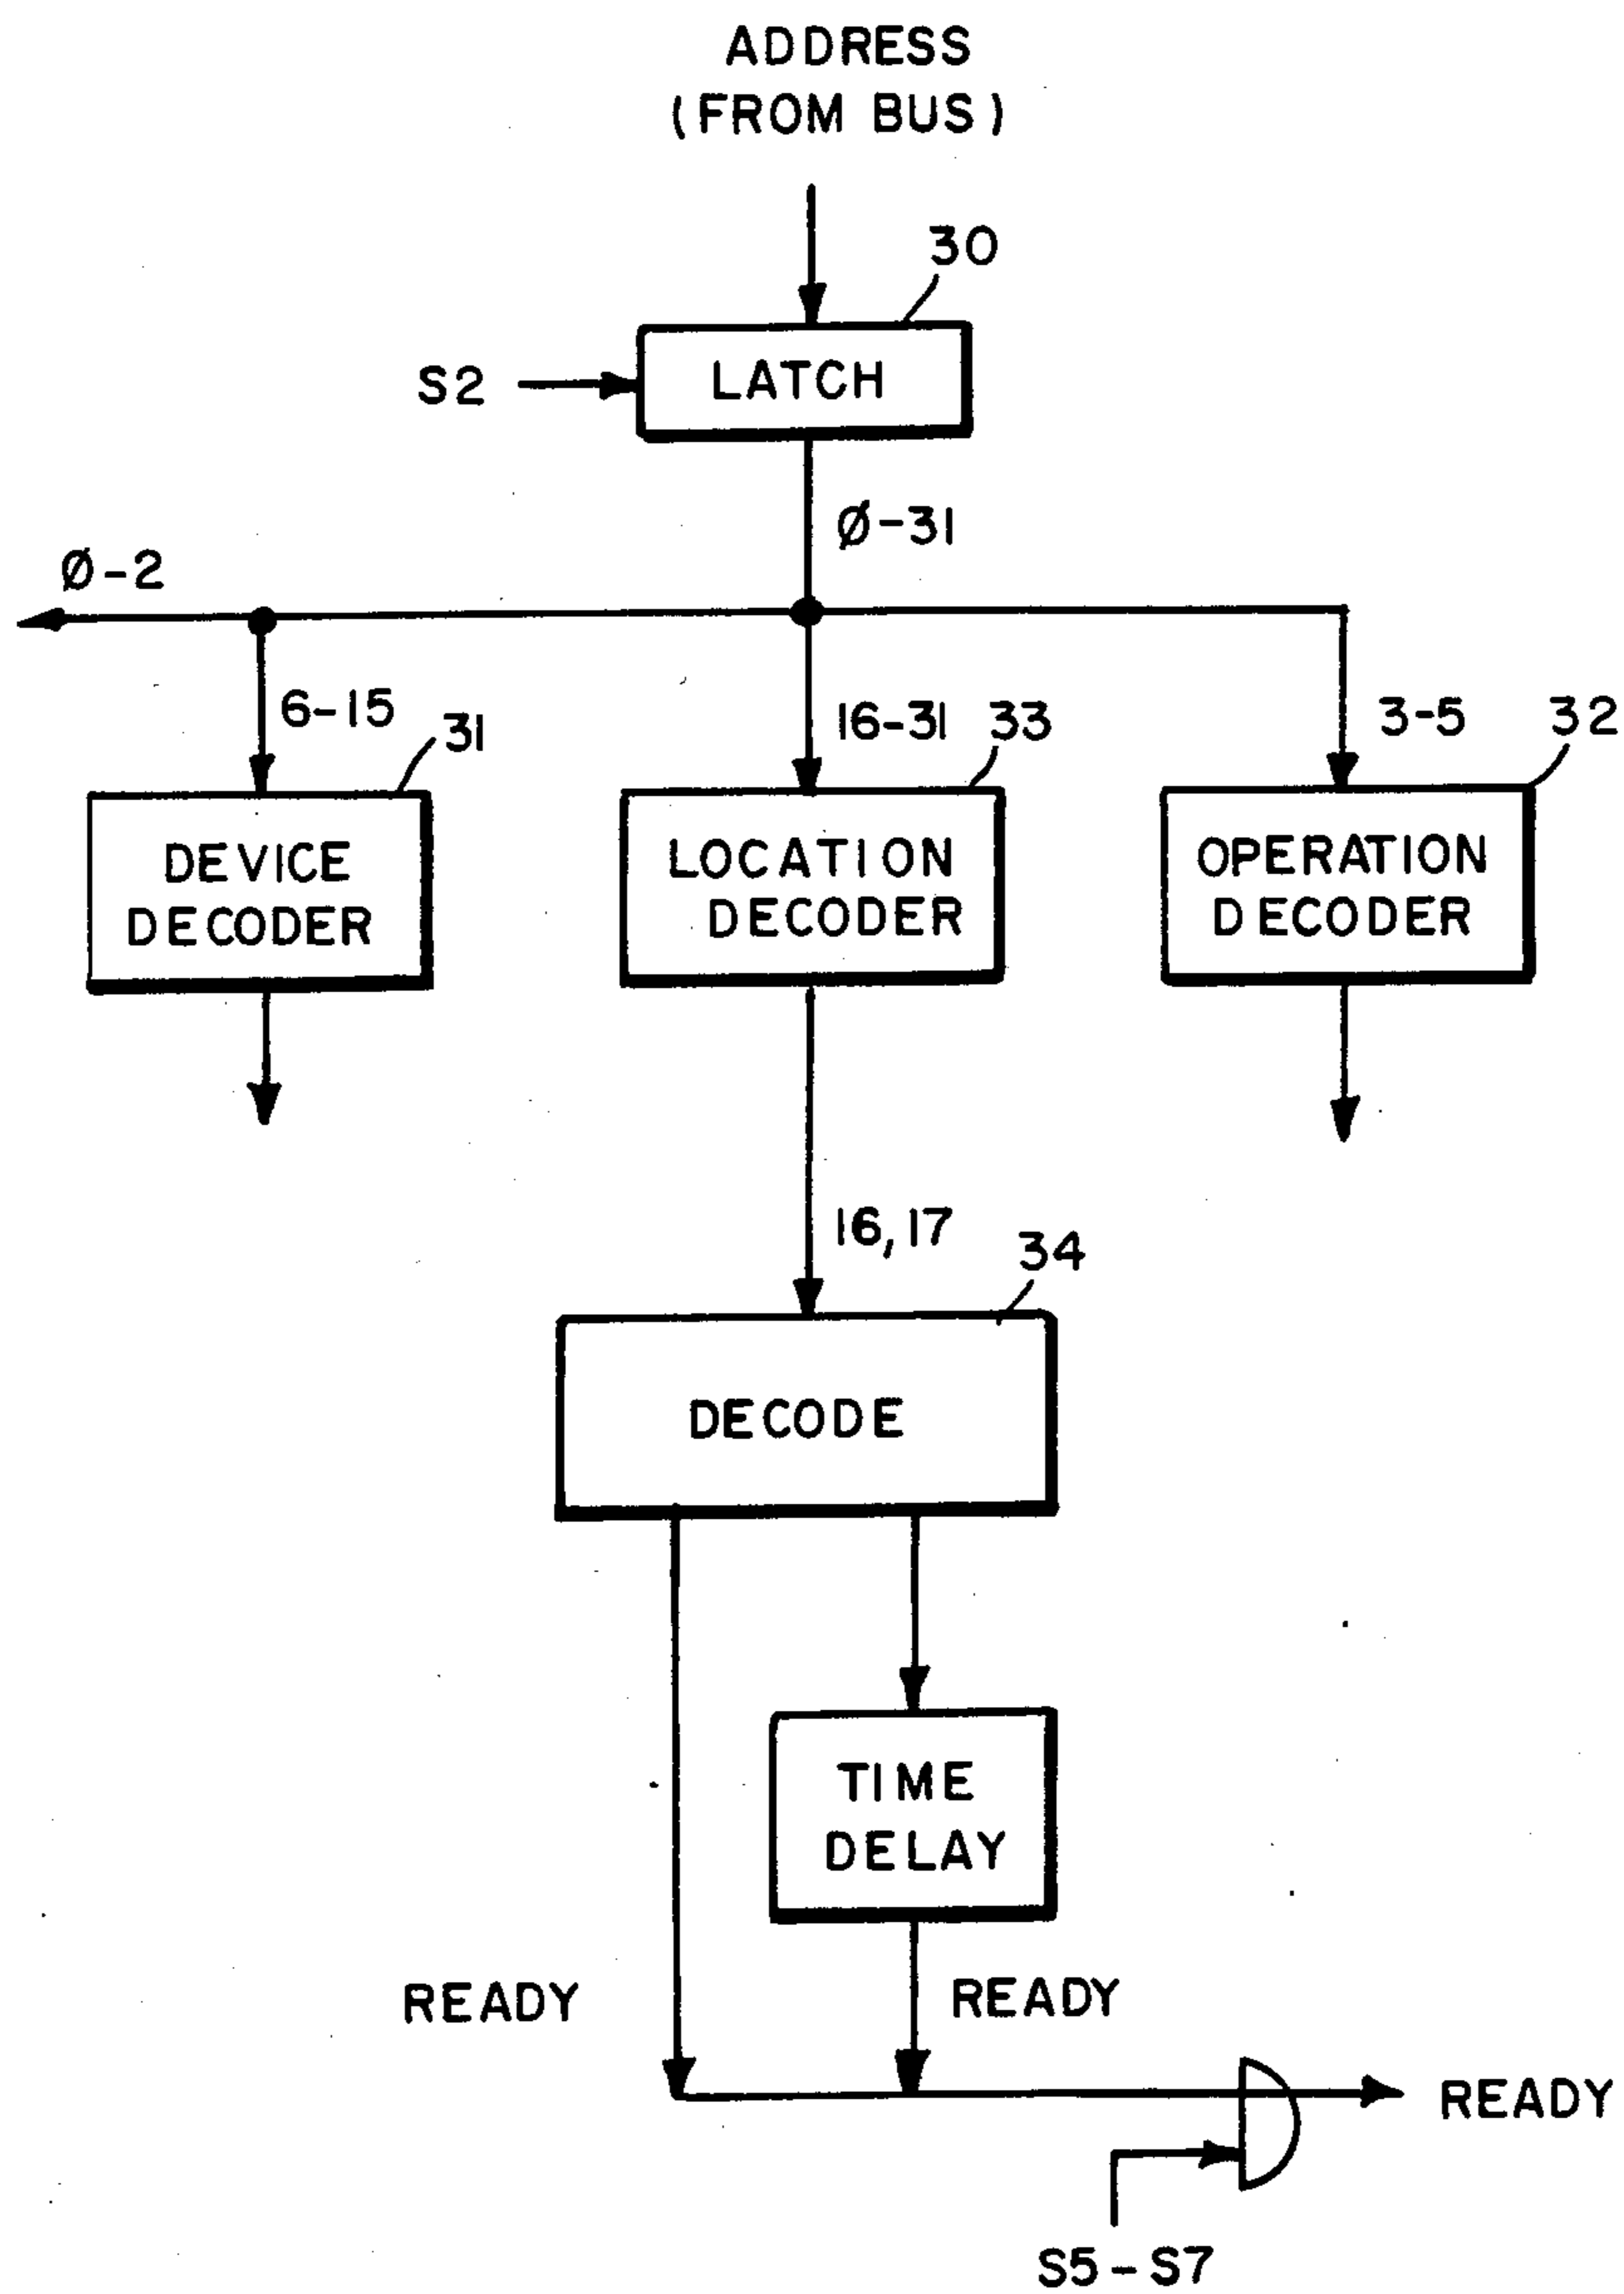 ADDRESS
(FROM BUS)
30
S2
LATCH
Ø-31
Ø-2
6-15
31
16-31
33
3-5
32
DEVICE
DECODER
LOCATION
DECODER
OPERATION
DECODER
16,17
34
DECODE
TIME
DELAY
READY
READY
READY
S5-S7